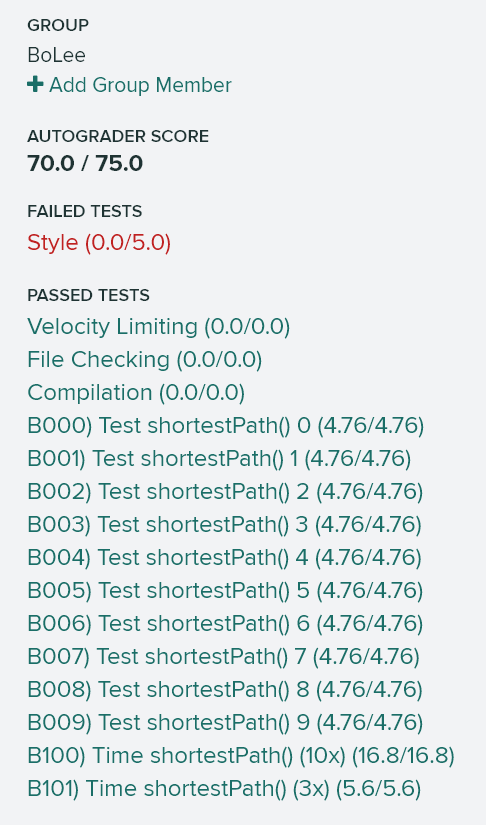 GROUP
BoLee
+ Add Group Member
AUTOGRADER SCORE
70.0 / 75.0
FAILED TESTS
Style (0.0/5.0)
PASSED TESTS
Velocity Limiting (0.0/0.0)
File Checking (0.0/0.0)
Compilation (0.0/0.0)
B000) Test shortestPath() 0 (4.76/4.76)
B001) Test shortestPath() 1 (4.76/4.76)
B002) Test shortestPath() 2 (4.76/4.76)
B003) Test shortestPath() 3 (4.76/4.76)
B004) Test shortestPath() 4 (4.76/4.76)
B005) Test shortestPath() 5 (4.76/4.76)
B006) Test shortestPath() 6 (4.76/4.76)
B007) Test shortestPath() 7 (4.76/4.76)
B008) Test shortestPath() 8 (4.76/4.76)
B009) Test shortestPath() 9 (4.76/4.76)
B100) Time shortestPath() (10x) (16.8/16.8)
B101) Time shortestPath() (3x) (5.6/5.6)